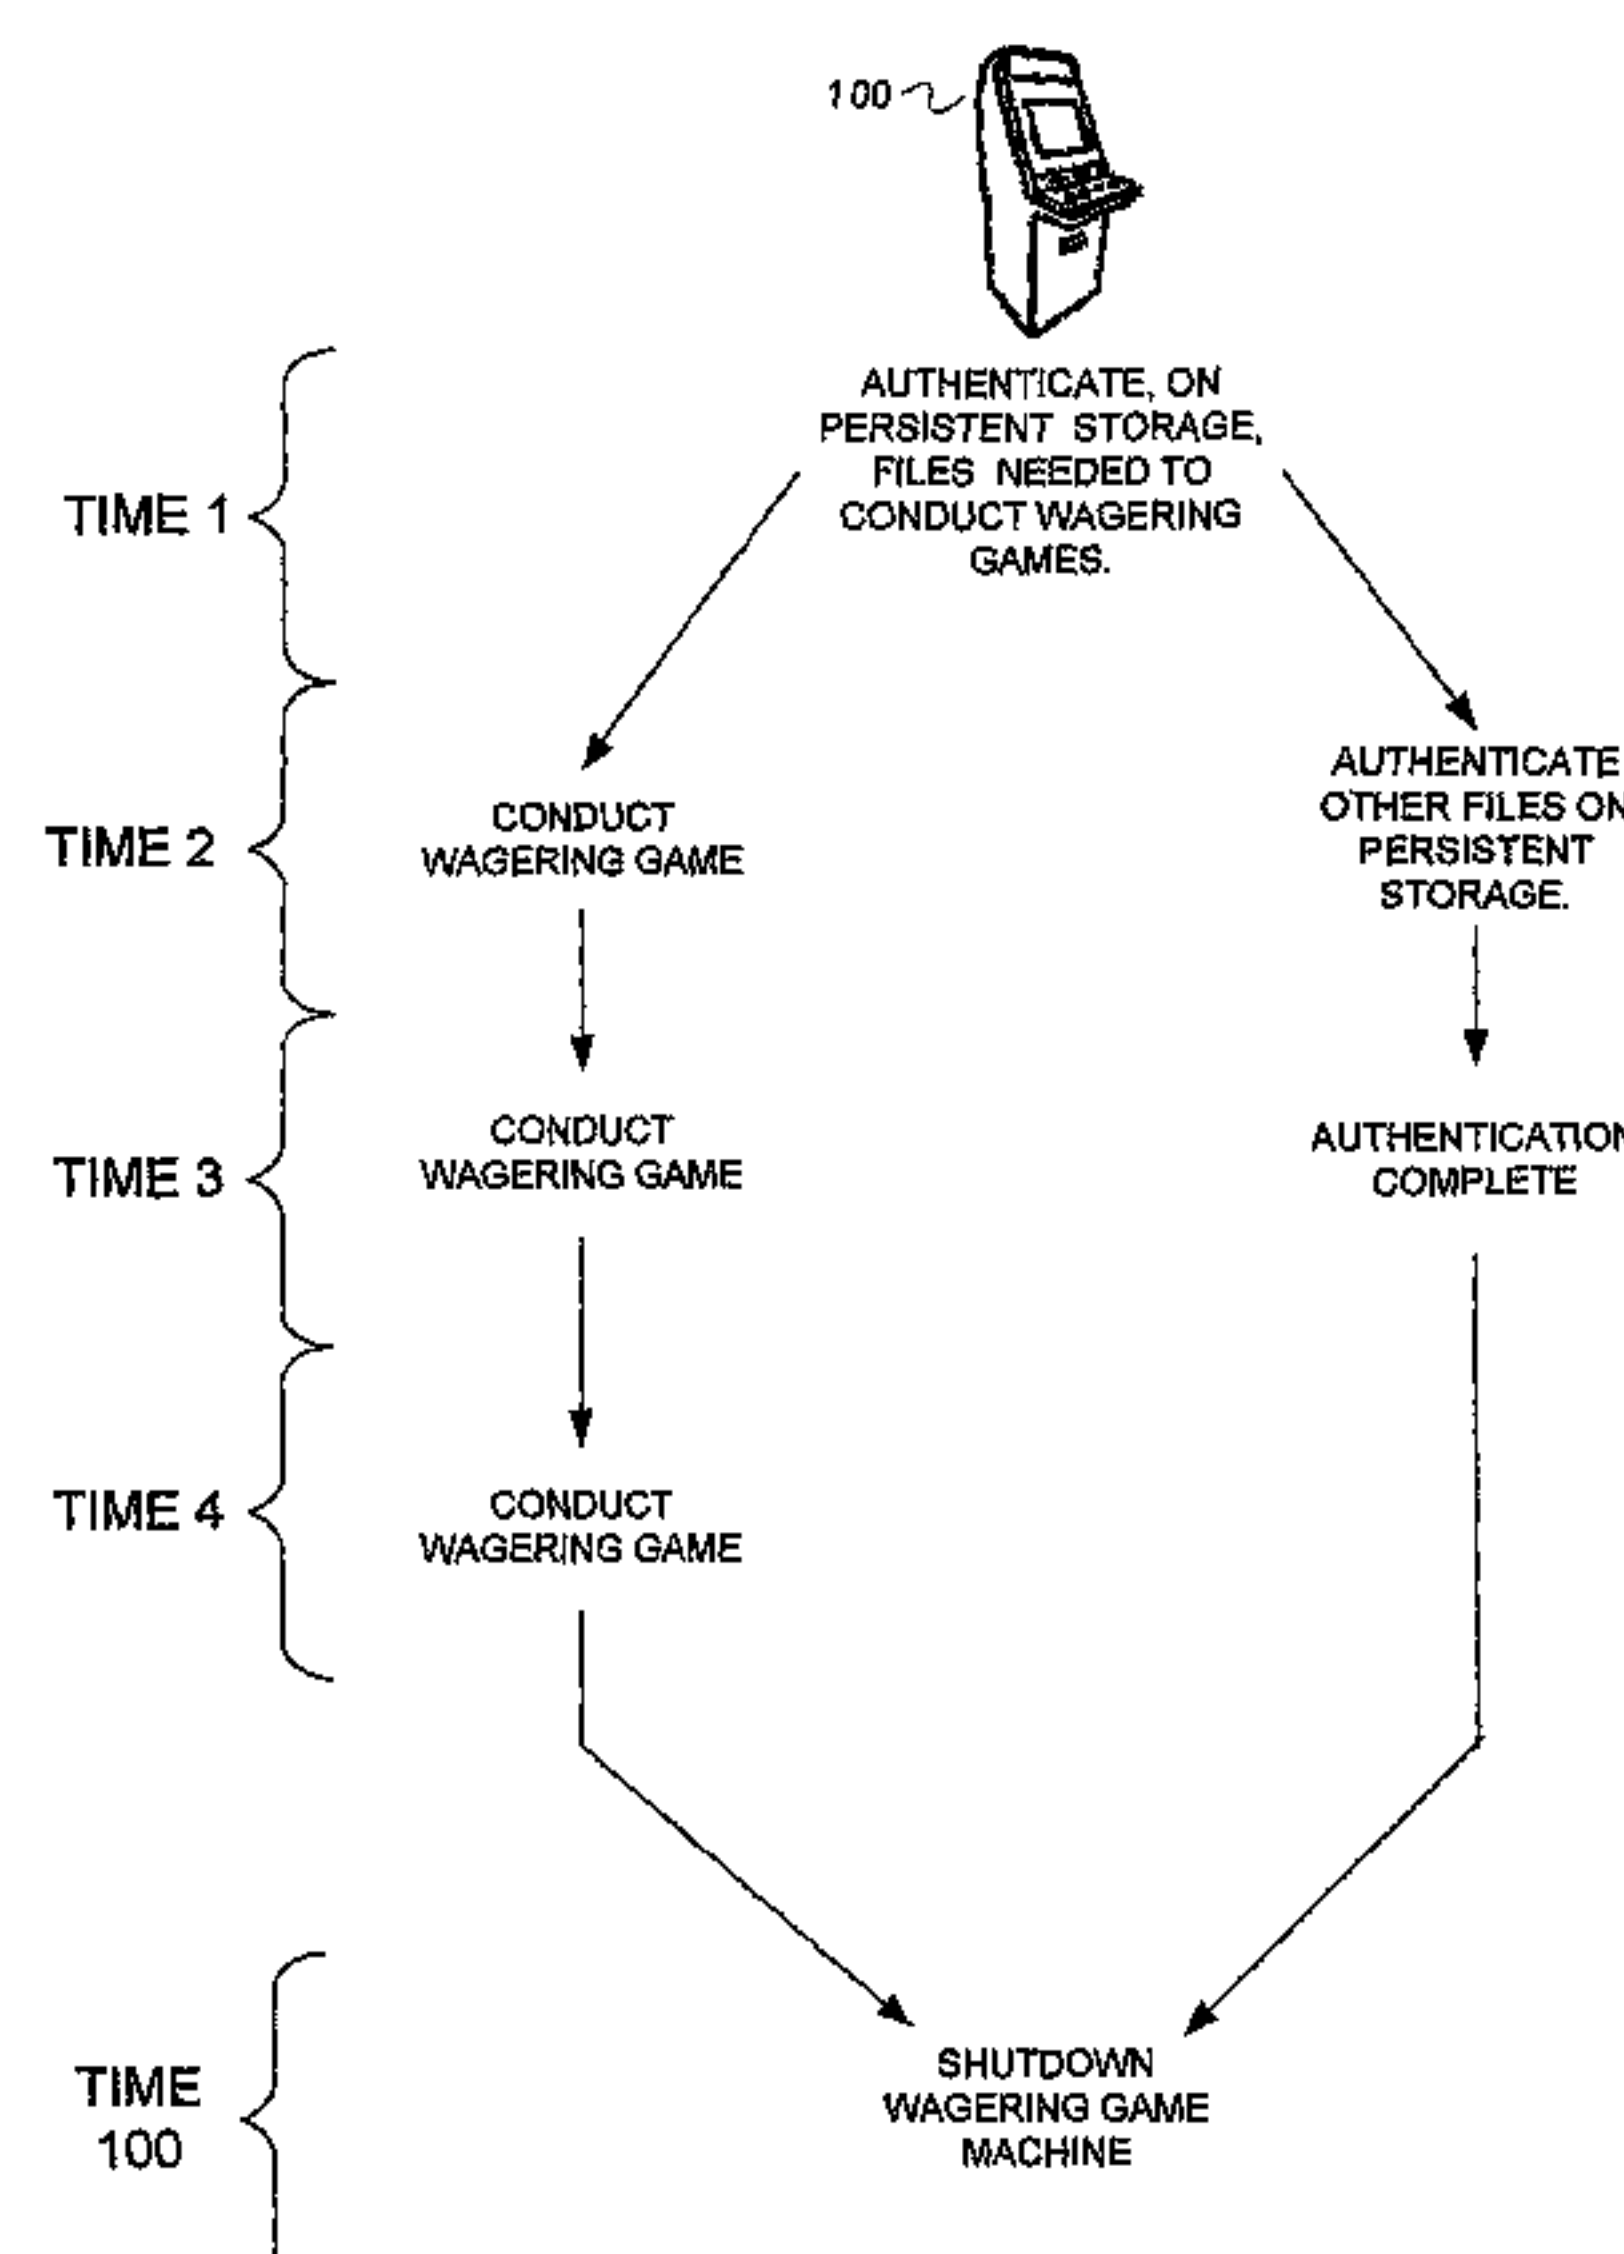 100
AUTHENTICATE, ON
PERSISTENT STORAGE,
FILES NEEDED TO
CONDUCT WAGERING
GAMES.
TIME 1
TIME 2
CONDUCT
WAGERING GAME
AUTHENTICATE
OTHER FILES ON
PERSISTENT
STORAGE.
TIME 3
CONDUCT
WAGERING GAME
AUTHENTICATION
COMPLETE
TIME 4
CONDUCT
WAGERING GAME
TIME
100
SHUTDOWN
WAGERING GAME
MACHINE